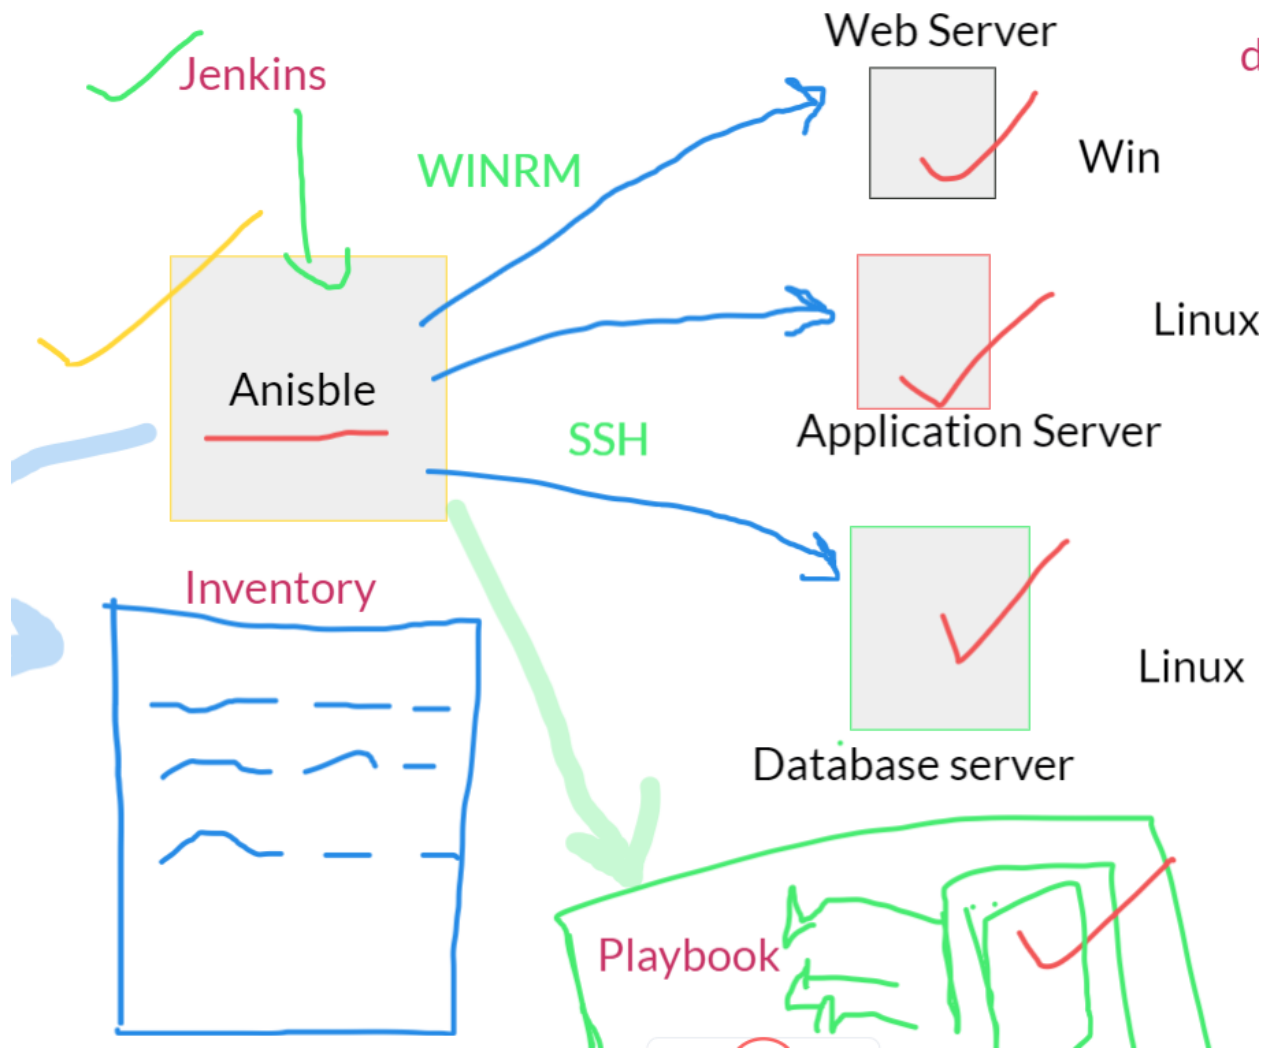 Web Server
d
Jenkins
WINRM
Win
Linux
Anisble
Application Server
SSH
Inventory
Linux
Database server
Playbook